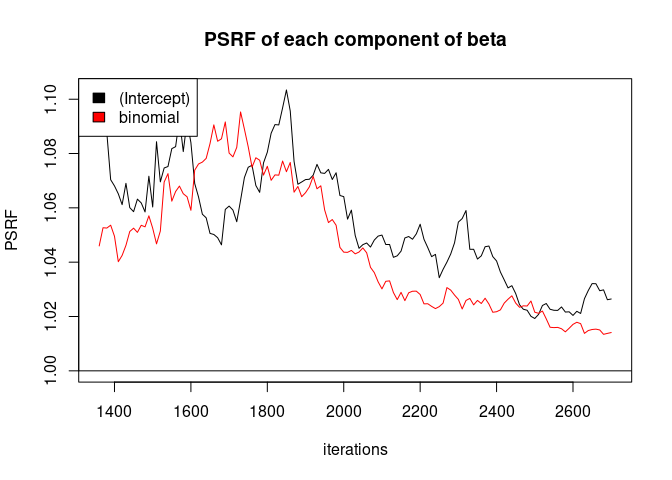 PSRF of each component of beta
(Intercept)
binomial
PSRF
1.10
1.08
1.06
1.04
1.02
1.00
1400 1600 1800 2000 2200 2400 2600
iterations